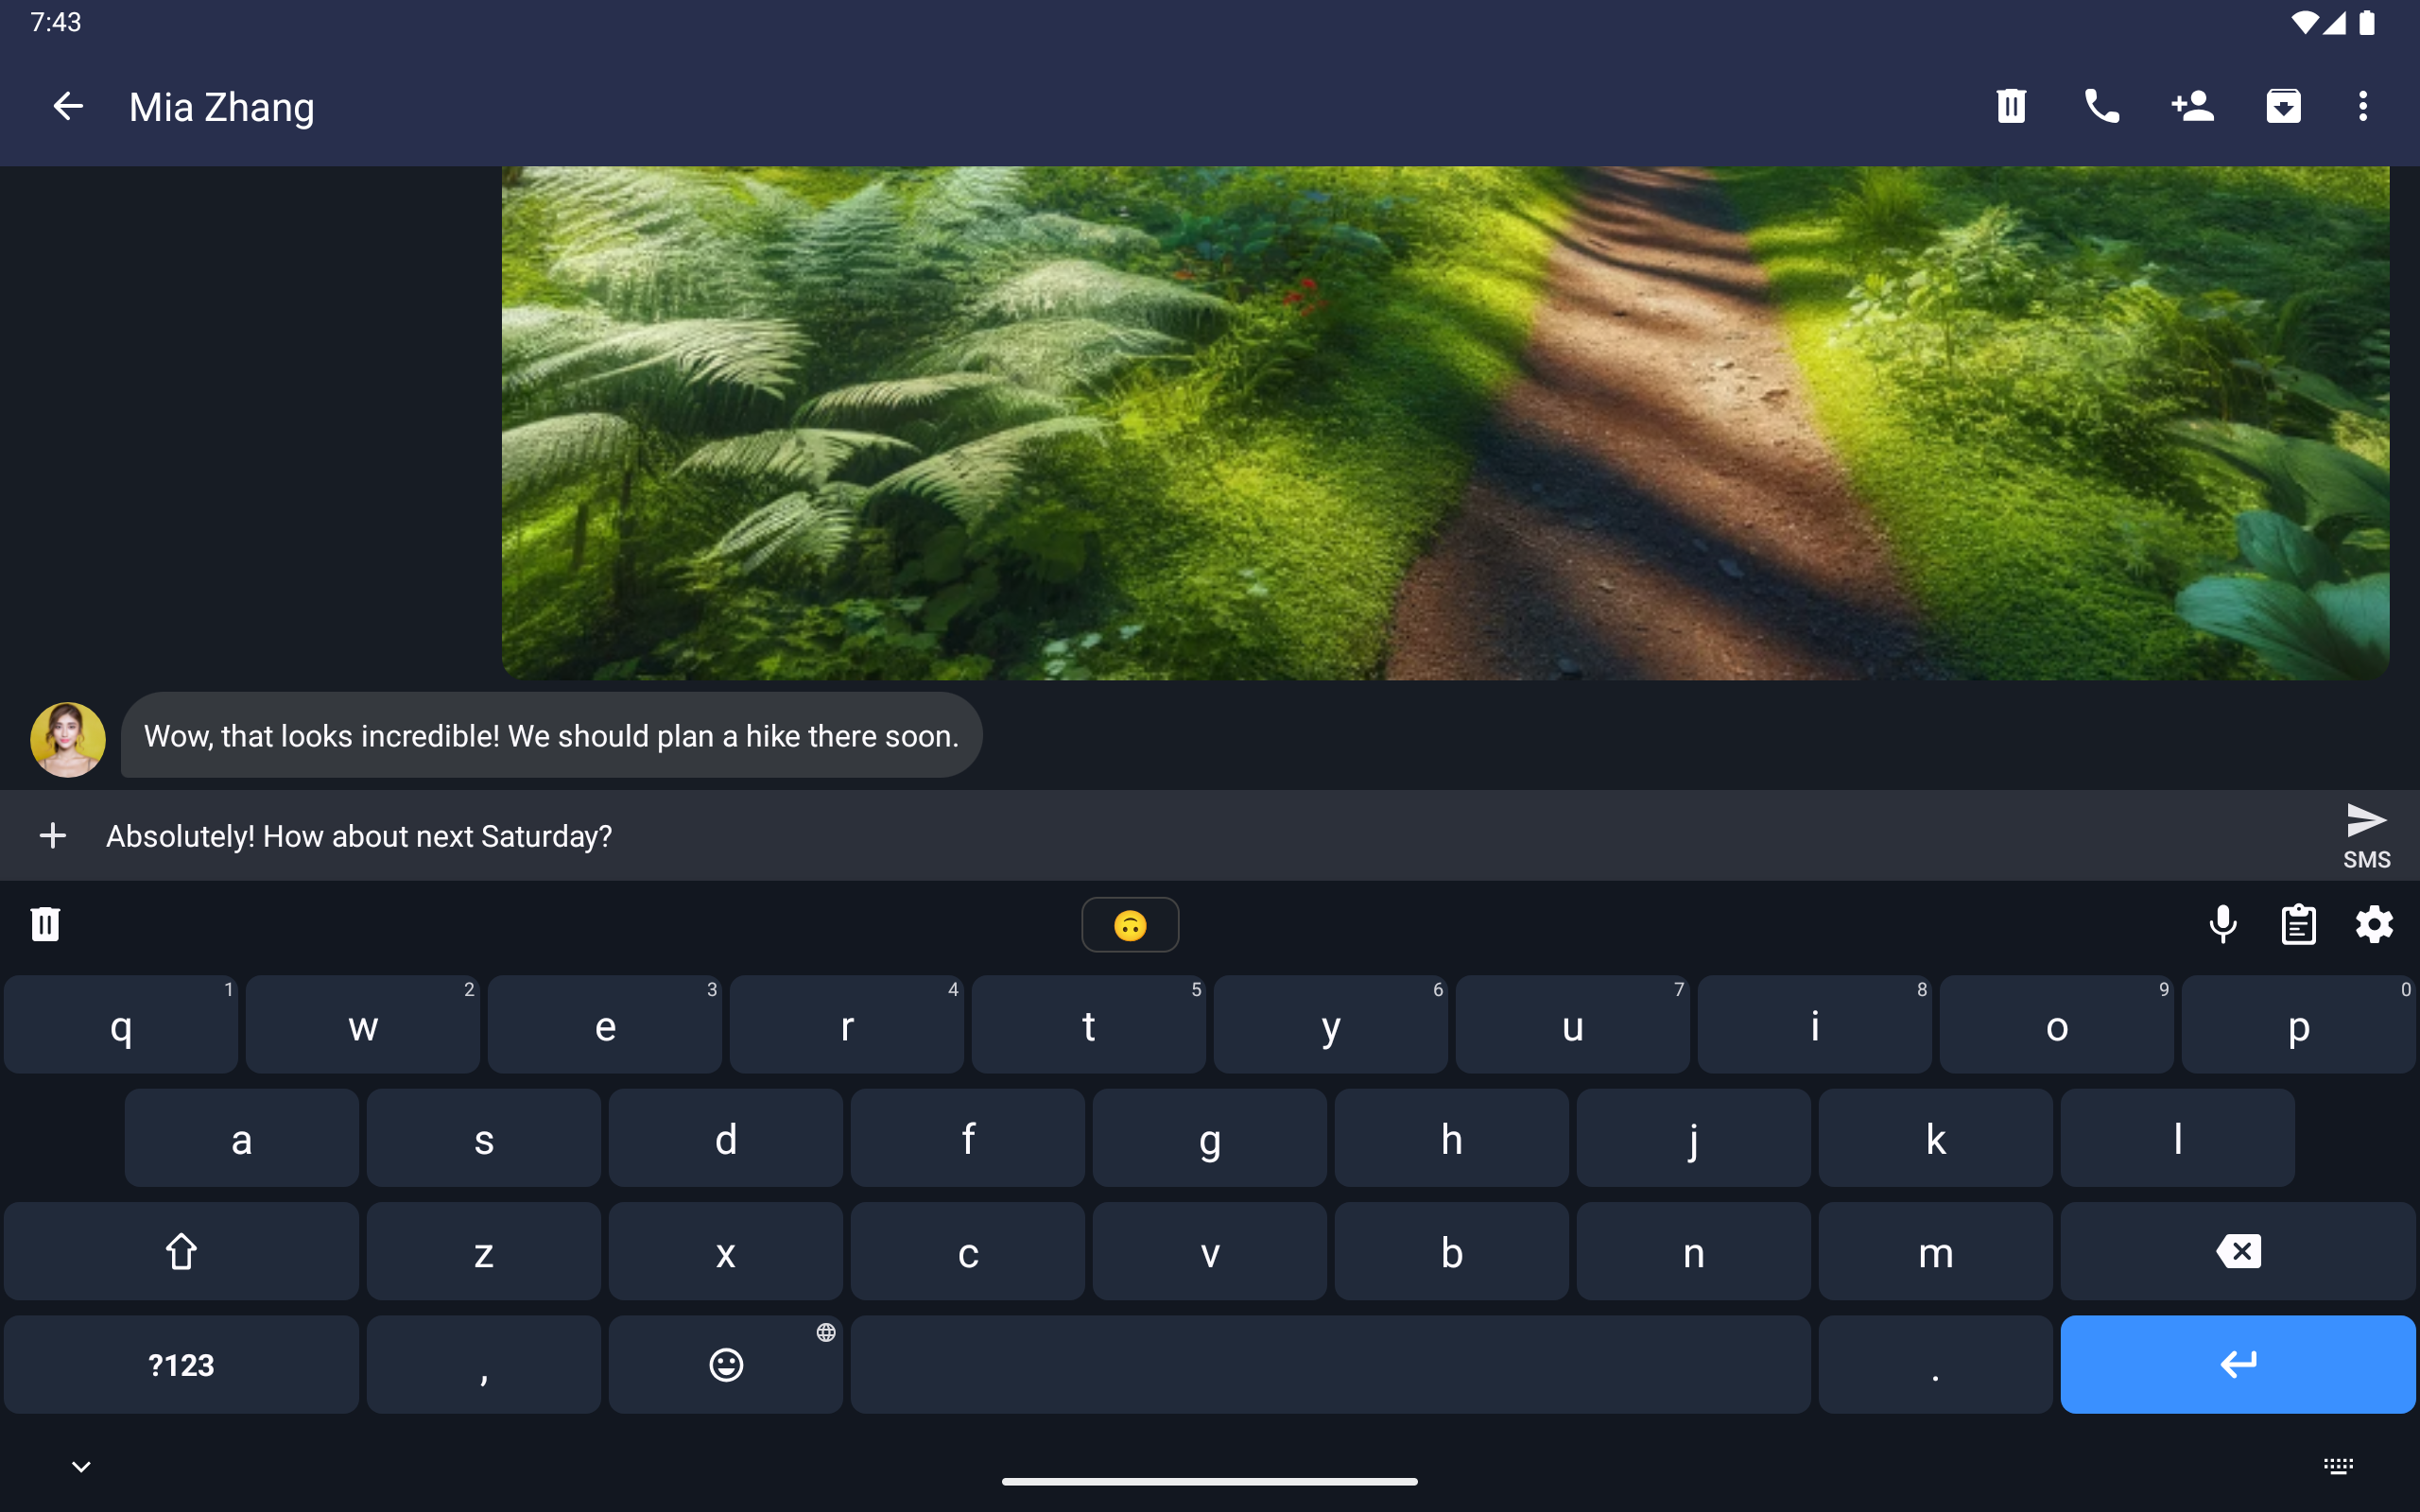 7:43
Mia Zhang
Wow, that looks incredible! We should plan a hike there soon.
Absolutely! How about next Saturday?
SMS
q 1 w 2 e 3 r 4 t 5 y 6 u 7 i 8 o 9 p 0
a s d f g h j k l
z x c v b n m
?123 , .